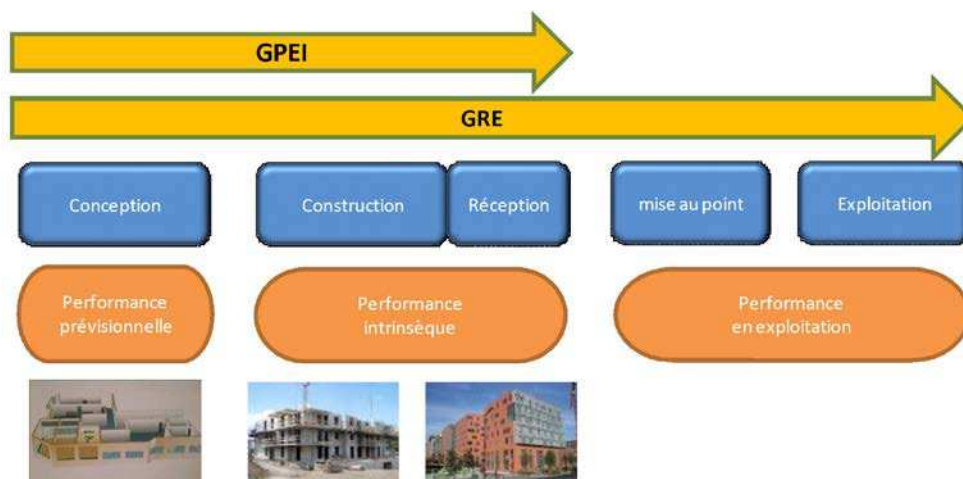 GPEI
GRE
Conception
Construction
Réception
mise au point
Exploitation
Performance
prévisionnelle
Performance
intrinsèque
Performance
en exploitation